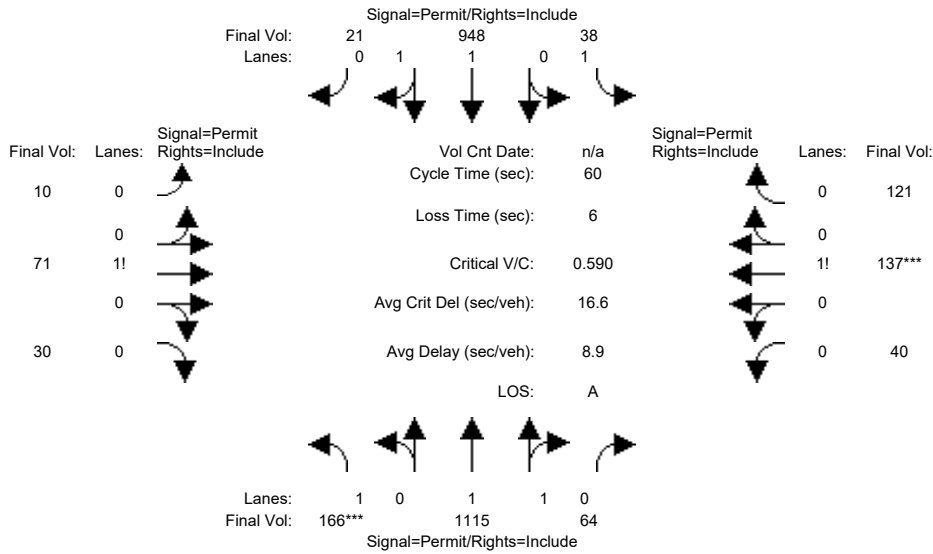 Signal=Permit/Rights=Include
Final Vol: 21 948 38
Lanes: 0 1 1 0 1
Signal=Permit
Final Vol: Lanes: Rights=Include
Vol Cnt Date: n/a
Signal=Permit
Rights=Include Lanes: Final Vol:
Cycle Time (sec): 60
10 0
0 121
Loss Time (sec): 6
0
0
71 1!
Critical V/C: 0.590
1! 137***
0
Avg Crit Del (sec/veh): 16.6
0
30 0
Avg Delay (sec/veh): 8.9
0 40
LOS: A
Lanes: 1 0 1 1 0
Final Vol: 166*** 1115 64
Signal=Permit/Rights=Include